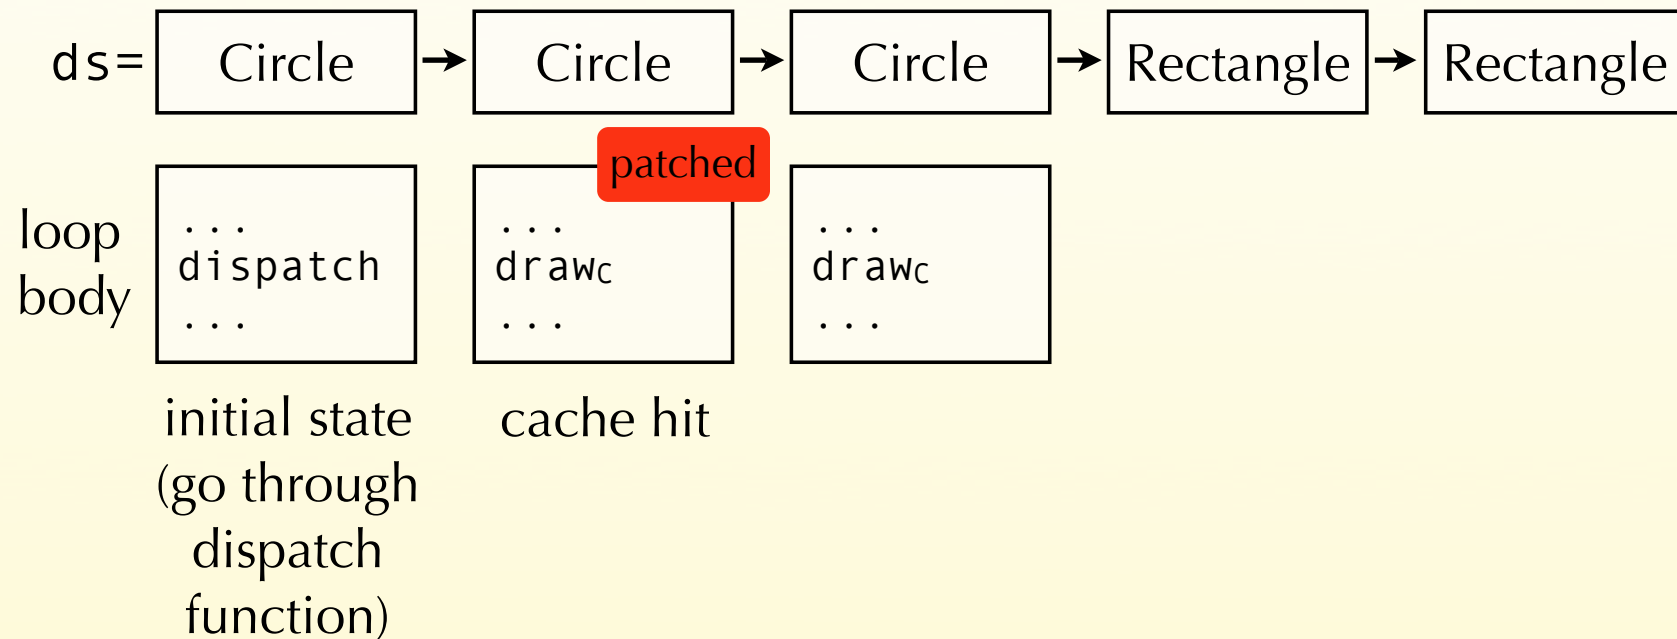 ds= Circle Circle Circle Rectangle Rectangle
patched
loop body
...
dispatch
...
...
drawC
...
...
drawC
...
initial state
(go through
dispatch
function)
cache hit